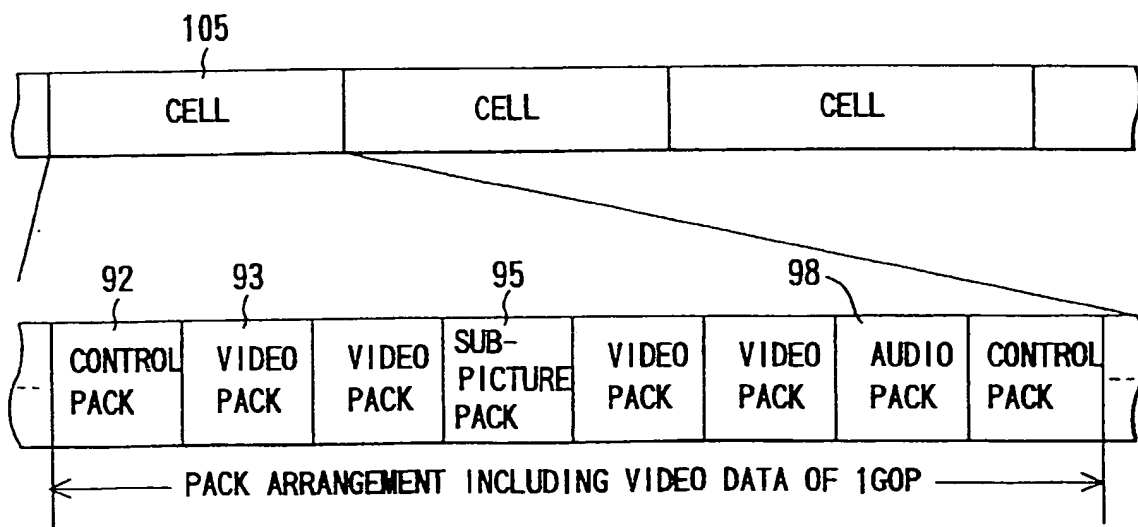 105
CELL CELL CELL
92 93 95 98
CONTROL PACK VIDEO PACK VIDEO PACK SUB-PICTURE PACK VIDEO PACK VIDEO PACK AUDIO PACK CONTROL PACK
PACK ARRANGEMENT INCLUDING VIDEO DATA OF 1GOP